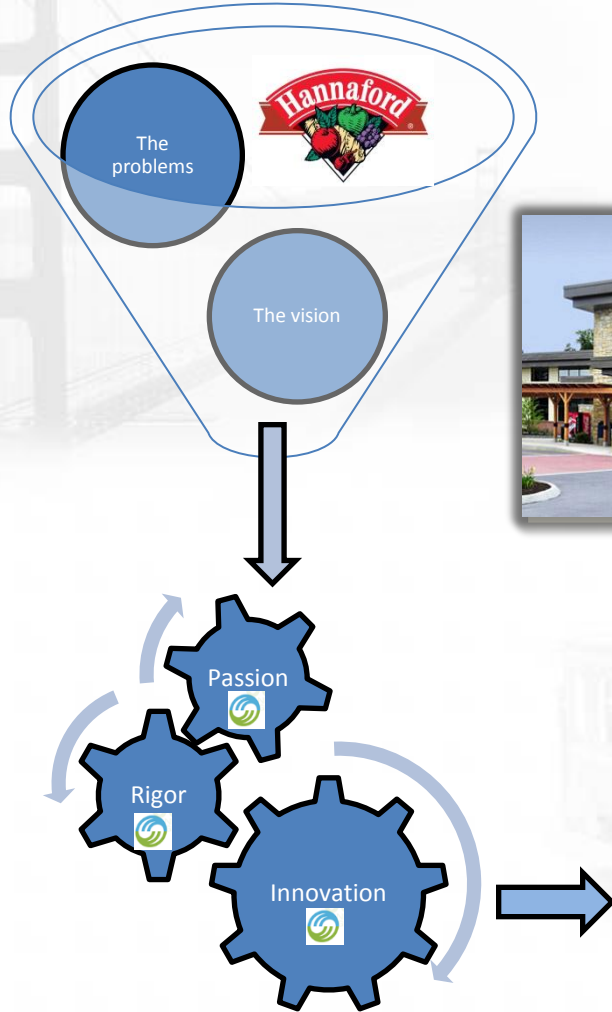 The
problems
Hannaford
The vision
Passion
Rigor
Innovation